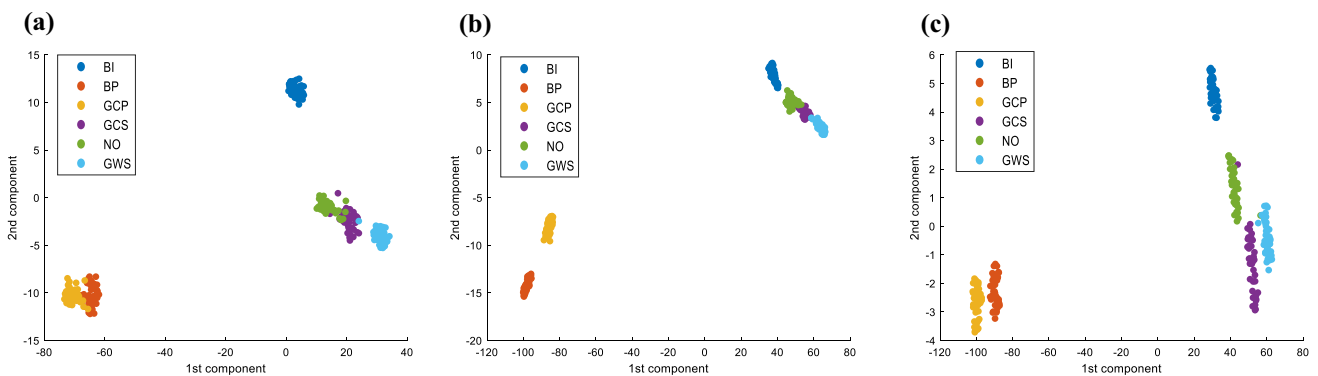 (a)
15
10
5
0
-5
-10
-15
2nd component
BI
BP
GCP
GCS
NO
GWS
-80 -60 -40 -20 0 20 40
1st component
(b)
10
5
0
-5
-10
-15
-20
2nd component
BI
BP
GCP
GCS
NO
GWS
-120 -100 -80 -60 -40 -20 0 20 40 60 80
1st component
(c)
6
5
4
3
2
1
0
-1
-2
-3
-4
2nd component
BI
BP
GCP
GCS
NO
GWS
-120 -100 -80 -60 -40 -20 0 20 40 60 80
1st component